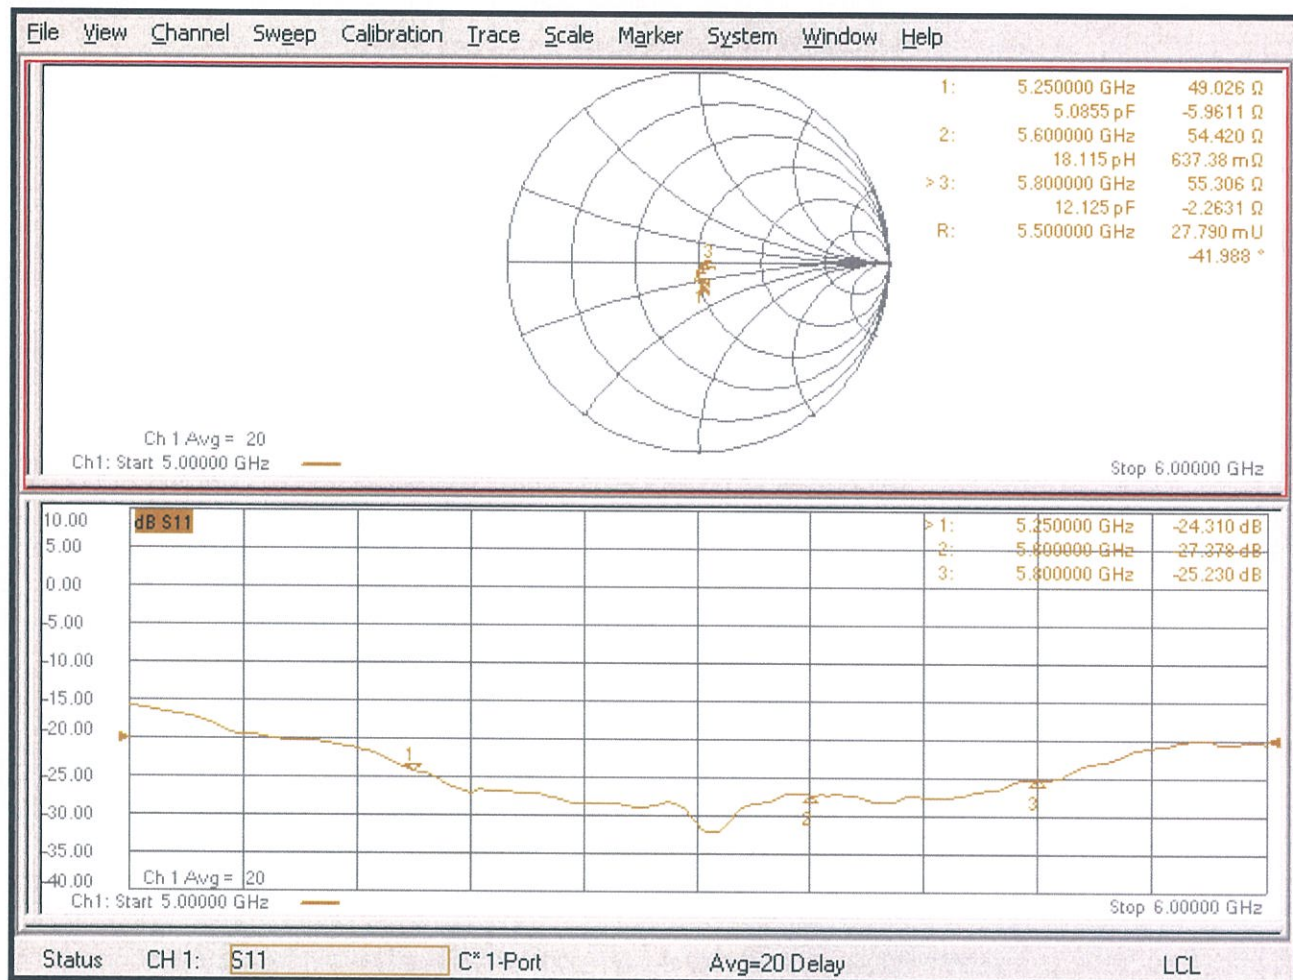 File View Channel Sweep Calibration Trace Scale Marker System Window Help
1: 5.250000 GHz 49.026 Ω
5.0855 pF -5.9611 Ω
2: 5.600000 GHz 54.420 Ω
18.115 pH 637.38 mΩ
> 3: 5.800000 GHz 55.306 Ω
12.125 pF -2.2631 Ω
R: 5.500000 GHz 27.790 mU
-41.988 °
3
Ch 1 Avg = 20
Ch1: Start 5.00000 GHz
Stop 6.00000 GHz
10.00
dB S11
> 1: 5.250000 GHz -24.310 dB
5.00
2: 5.600000 GHz -27.378 dB
3: 5.800000 GHz -25.230 dB
0.00
-5.00
-10.00
-15.00
-20.00
1
-25.00
2
3
-30.00
-35.00
-40.00
Ch 1 Avg = 20
Ch1: Start 5.00000 GHz
Stop 6.00000 GHz
Status CH 1: S11 C* 1-Port Avg=20 Delay LCL